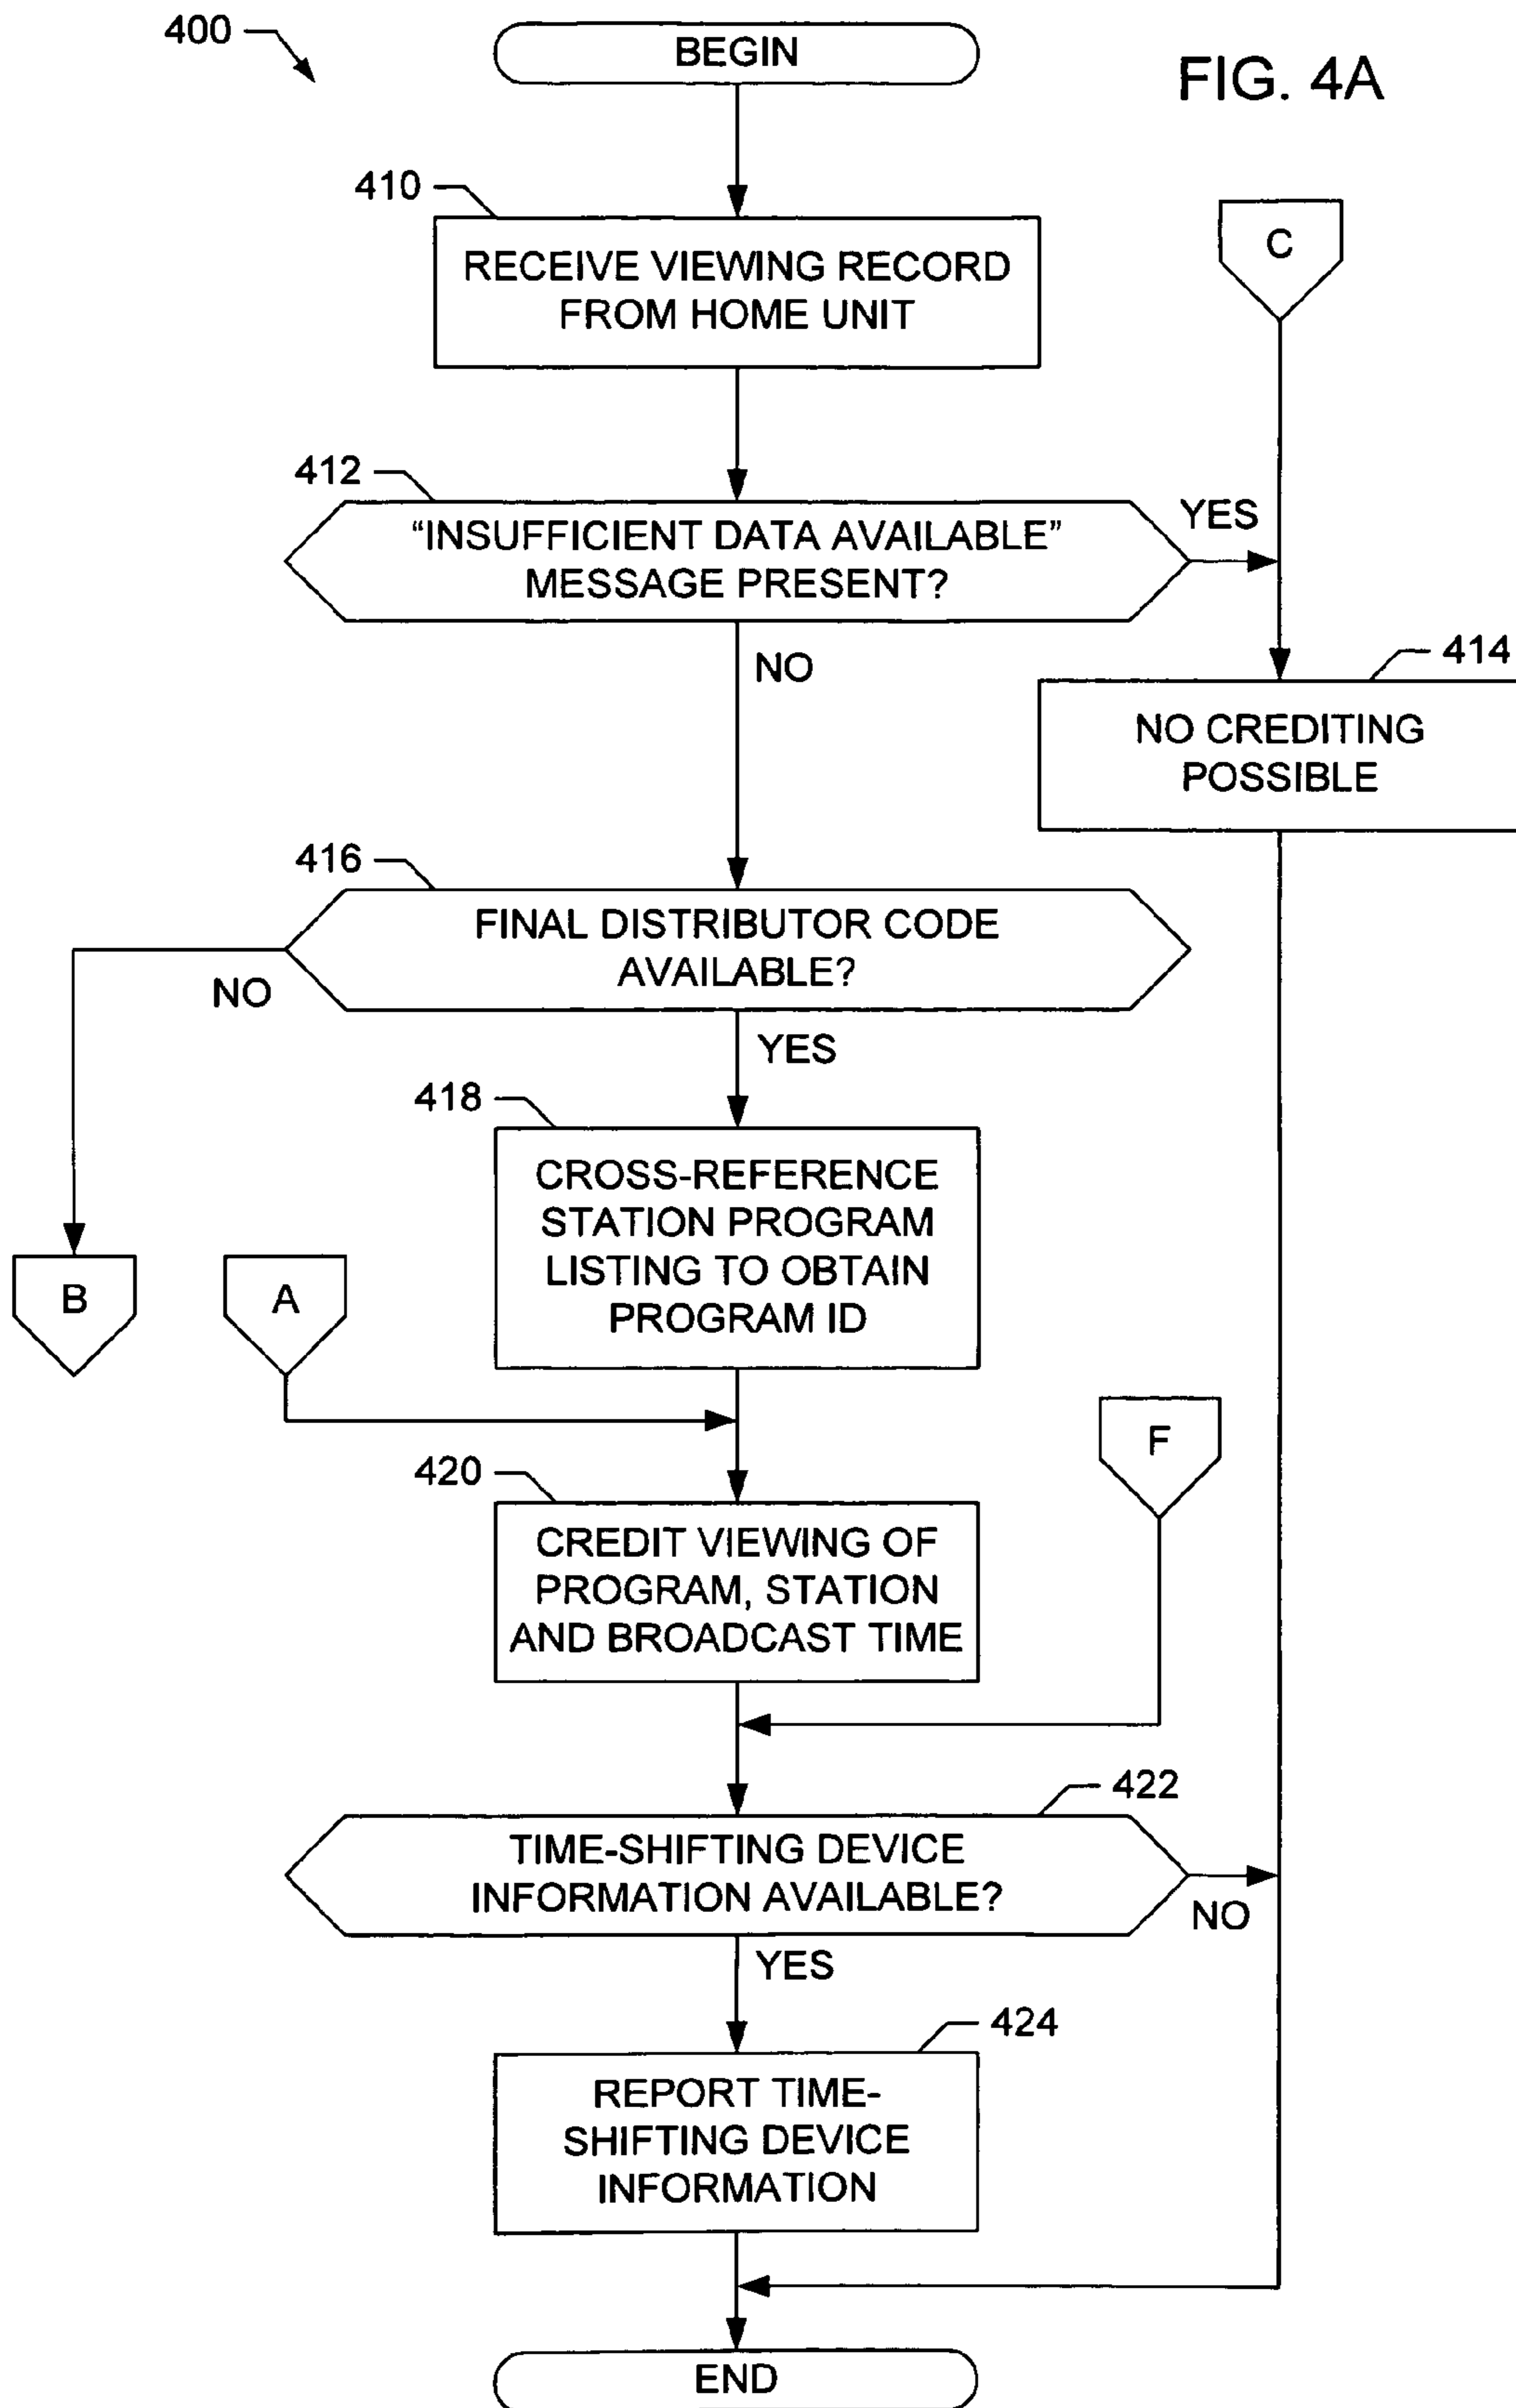 400
BEGIN
FIG. 4A
410
RECEIVE VIEWING RECORD
FROM HOME UNIT
C
412
“INSUFFICIENT DATA AVAILABLE”
MESSAGE PRESENT?
YES
NO
414
NO CREDITING
POSSIBLE
416
FINAL DISTRIBUTOR CODE
AVAILABLE?
NO
YES
418
CROSS-REFERENCE
STATION PROGRAM
LISTING TO OBTAIN
PROGRAM ID
B
A
F
420
CREDIT VIEWING OF
PROGRAM, STATION
AND BROADCAST TIME
422
TIME-SHIFTING DEVICE
INFORMATION AVAILABLE?
NO
YES
424
REPORT TIME-
SHIFTING DEVICE
INFORMATION
END